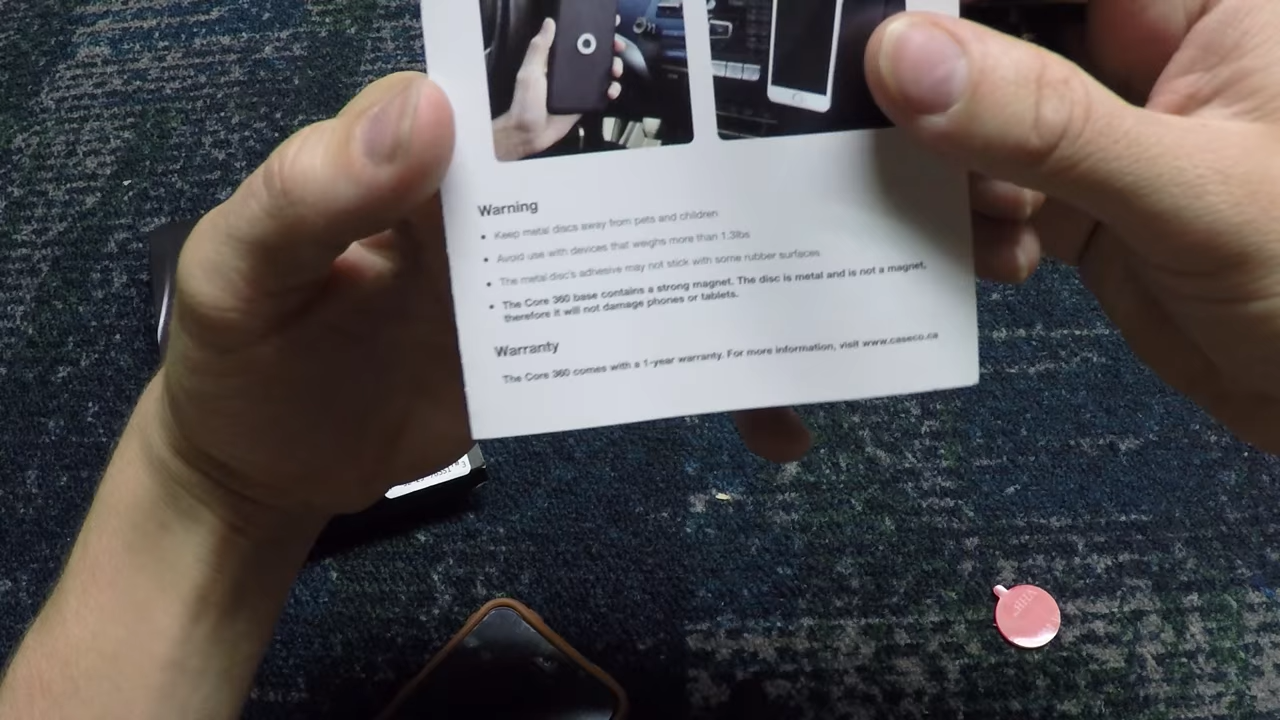 Warning
• Keep metal discs away from pets and children
• Avoid use with devices that weighs more than 1.3lbs
• The metal disc's adhesive may not stick with some rubber surfaces
• The Core 360 base contains a strong magnet. The disc is metal and is not a magnet,
therefore it will not damage phones or tablets.
Warranty
The Core 360 comes with a 1-year warranty. For more information, visit www.caseco.ca